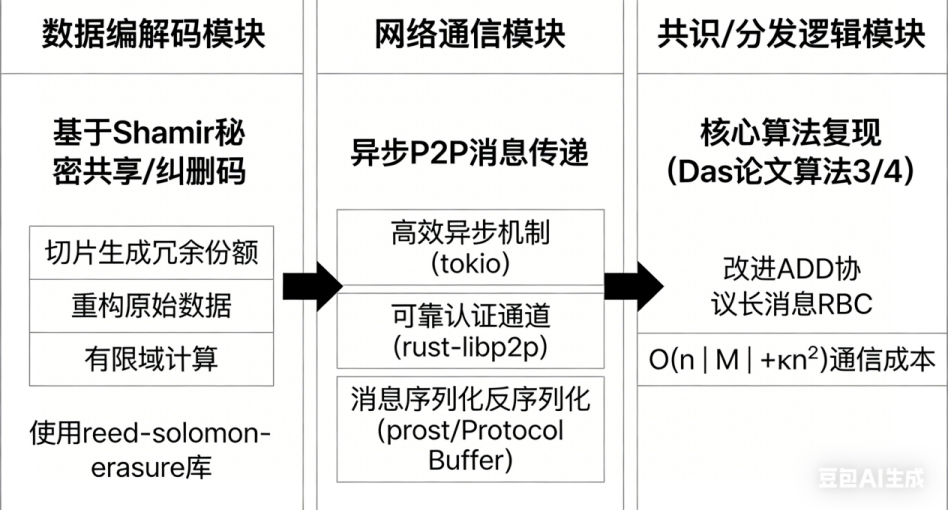 数据编解码模块
基于Shamir秘
密共享/纠删码
切片生成冗余份额
重构原始数据
有限域计算
使用reed-solomon-
erasure库
网络通信模块
异步P2P消息传递
高效异步机制
(tokio)
可靠认证通道
(rust-libp2p)
消息序列化反序列化
(prost/Protocol
Buffer)
共识/分发逻辑模块
核心算法复现
（Das论文算法3/4）
改进ADD协
议长消息RBC
O(n | M | +κn²)通信成本
豆包AI生成